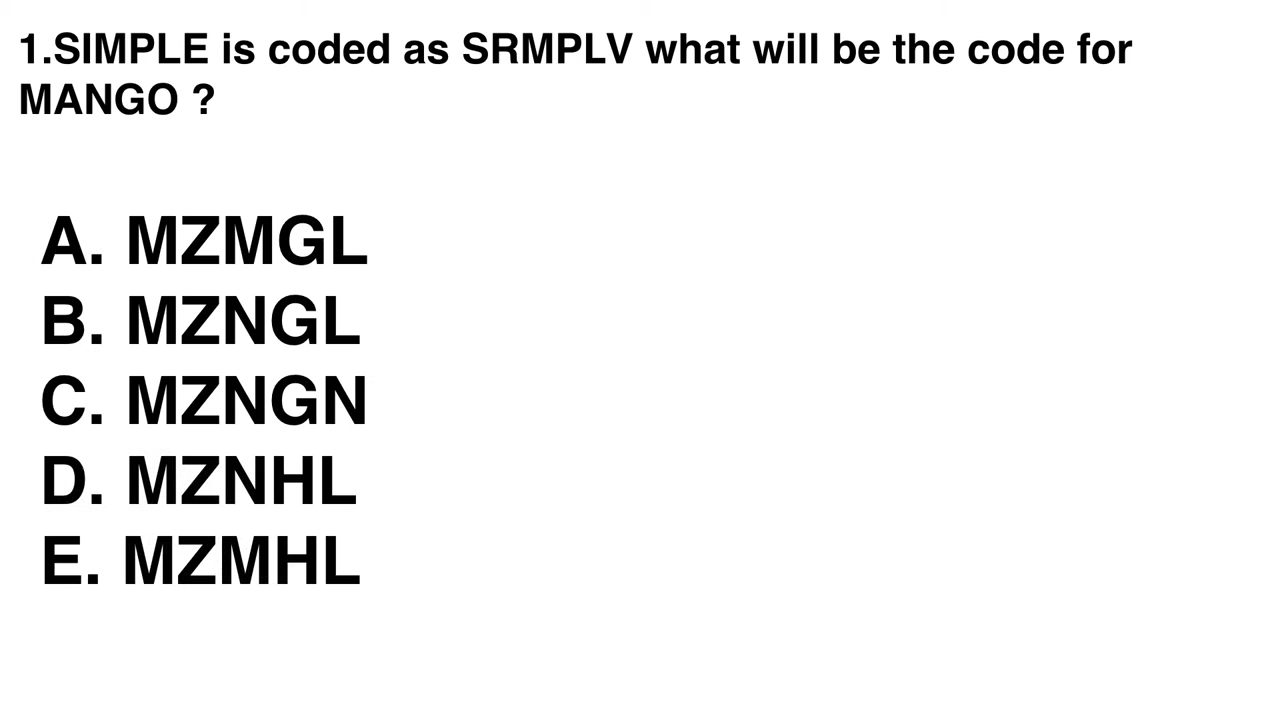 1.SIMPLE is coded as SRMPLV what will be the code for
MANGO ?
A. MZMGL
B. MZNGL
C. MZNGN
D. MZNHL
E. MZMHL